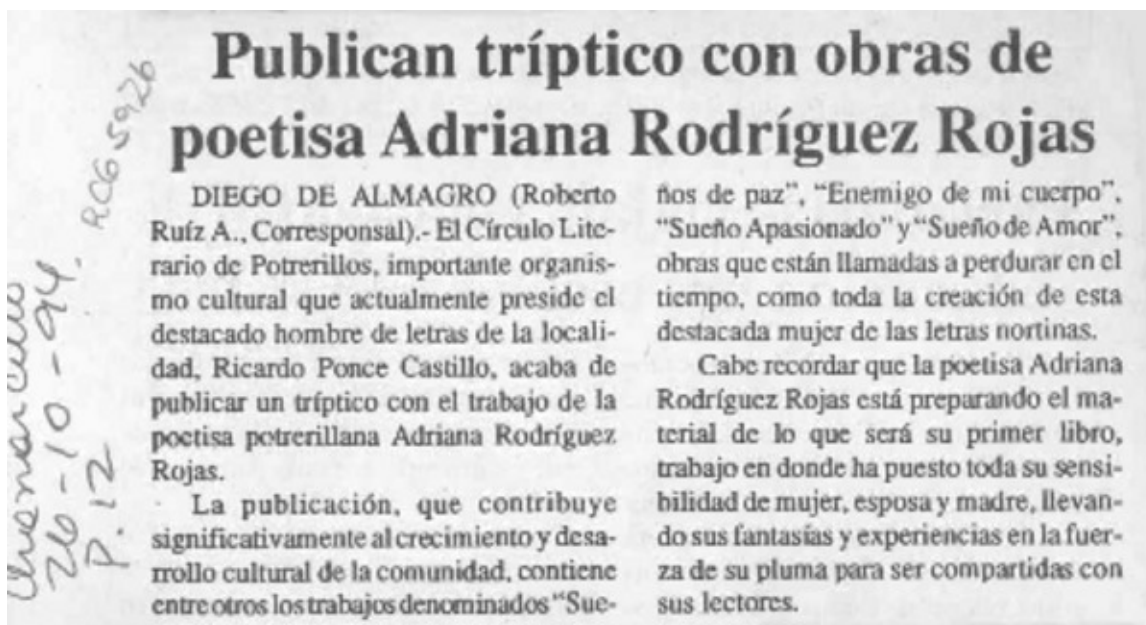 Publican tríptico con obras de
poetisa Adriana Rodríguez Rojas
DIEGO DE ALMAGRO (Roberto
Ruíz A., Corresponsal).- El Círculo Lite-
rario de Potrerillos, importante organis-
mo cultural que actualmente preside el
destacado hombre de letras de la locali-
dad, Ricardo Ponce Castillo, acaba de
publicar un tríptico con el trabajo de la
poetisa potrerillana Adriana Rodríguez
Rojas.
La publicación, que contribuye
significativamente al crecimiento y desa-
rrollo cultural de la comunidad, contiene
entre otros los trabajos denominados "Sue-
ños de paz", "Enemigo de mi cuerpo",
"Sueño Apasionado" y "Sueño de Amor",
obras que están llamadas a perdurar en el
tiempo, como toda la creación de esta
destacada mujer de las letras nortinas.
Cabe recordar que la poetisa Adriana
Rodríguez Rojas está preparando el ma-
terial de lo que será su primer libro,
trabajo en donde ha puesto toda su sensi-
bilidad de mujer, esposa y madre, llevan-
do sus fantasías y experiencias en la fuer-
za de su pluma para ser compartidas con
sus lectores.
26-10-94.
P. 12
RCG 5926